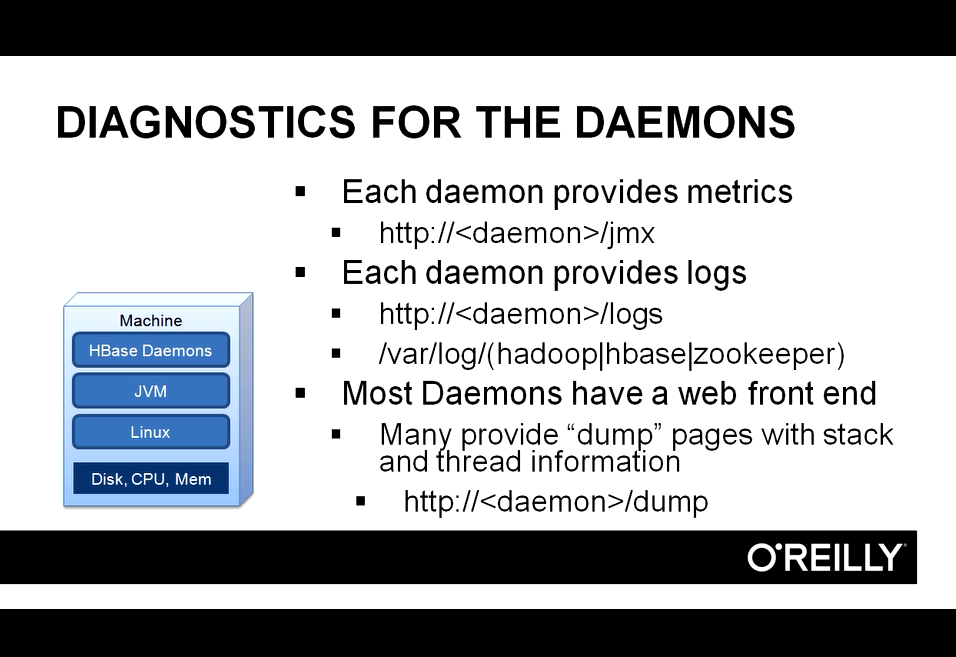 DIAGNOSTICS FOR THE DAEMONS
Each daemon provides metrics
http://<daemon>/jmx
Each daemon provides logs
http://<daemon>/logs
/var/log/(hadoop|hbase|zookeeper)
Most Daemons have a web front end
Many provide “dump” pages with stack
and thread information
http://<daemon>/dump
Machine
HBase Daemons
JVM
Linux
Disk, CPU, Mem
O'REILLY